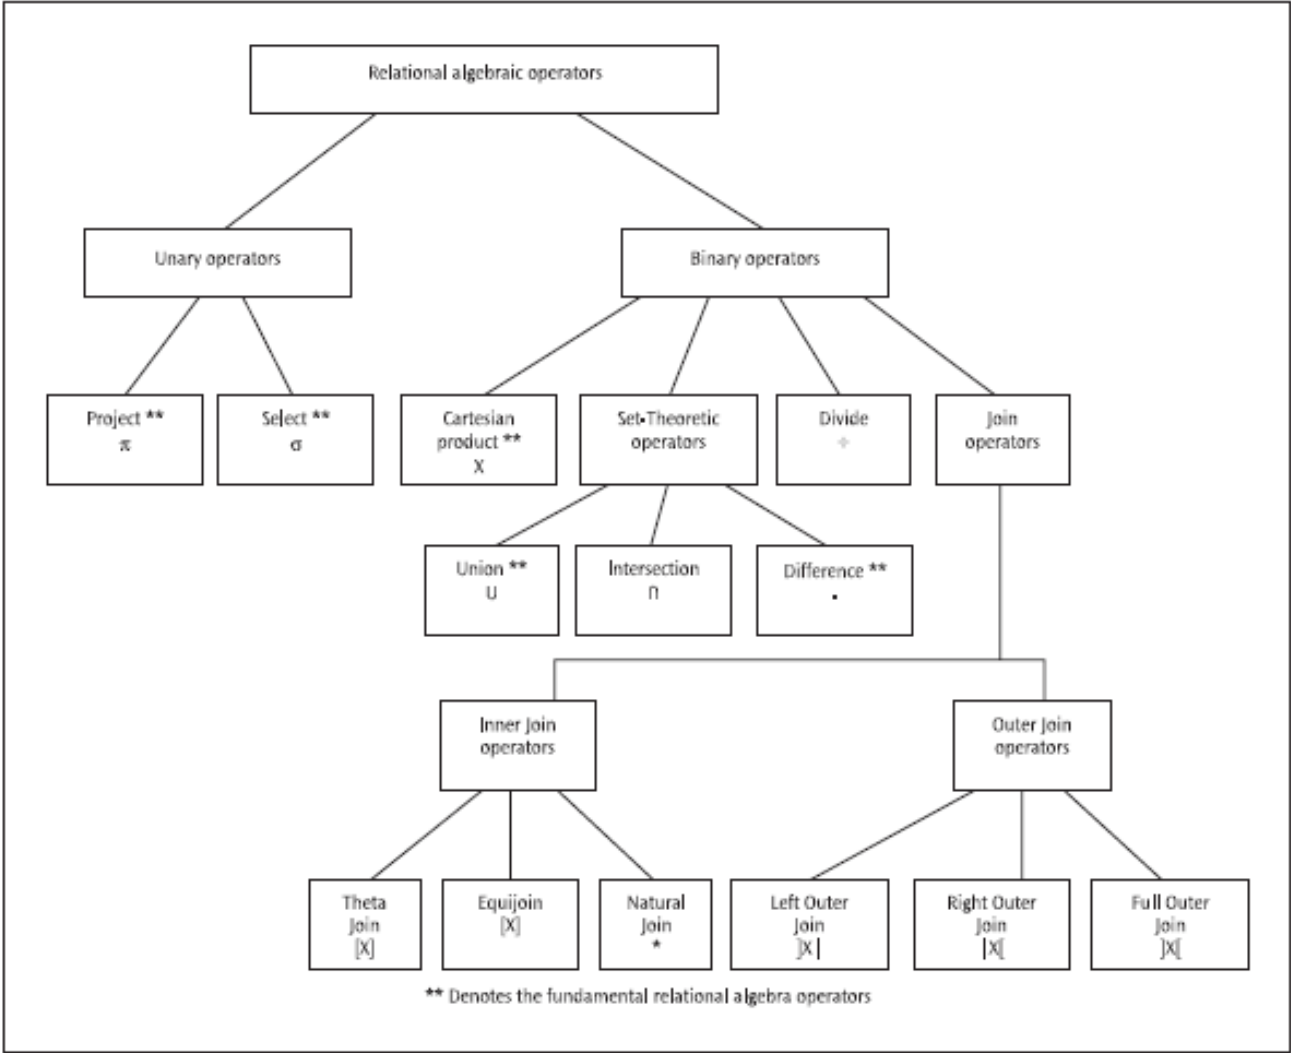 Relational algebraic operators
Unary operators
Binary operators
Project **
π
Select **
σ
Cartesian
product **
X
Set-Theoretic
operators
Divide
÷
Join
operators
Union **
∪
Intersection
∩
Difference **
-
Inner Join
operators
Outer Join
operators
Theta
Join
[X]
Equijoin
[X]
Natural
Join
*
Left Outer
Join
]X|
Right Outer
Join
|X[
Full Outer
Join
]X[
** Denotes the fundamental relational algebra operators